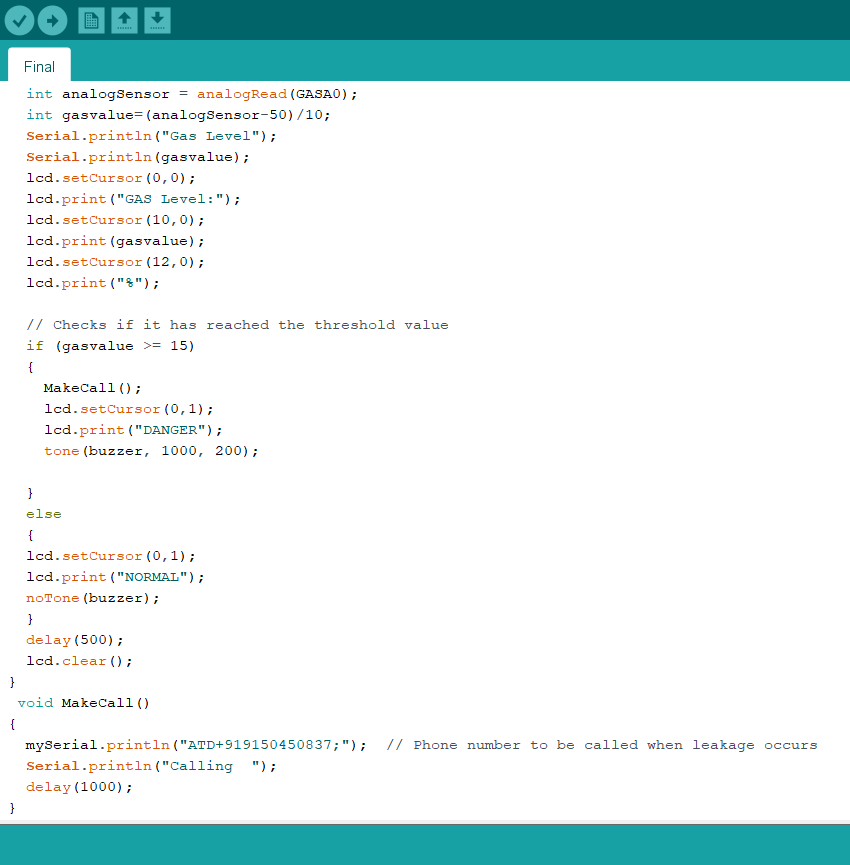 Final
int analogSensor = analogRead(GASA0);
int gasvalue=(analogSensor-50)/10;
Serial.println("Gas Level");
Serial.println(gasvalue);
lcd.setCursor(0,0);
lcd.print("GAS Level:");
lcd.setCursor(10,0);
lcd.print(gasvalue);
lcd.setCursor(12,0);
lcd.print("%");
// Checks if it has reached the threshold value
if (gasvalue >= 15)
{
MakeCall();
lcd.setCursor(0,1);
lcd.print("DANGER");
tone(buzzer, 1000, 200);
}
else
{
lcd.setCursor(0,1);
lcd.print("NORMAL");
noTone(buzzer);
}
delay(500);
lcd.clear();
}
void MakeCall()
{
mySerial.println("ATD+919150450837;");  // Phone number to be called when leakage occurs
Serial.println("Calling  ");
delay(1000);
}